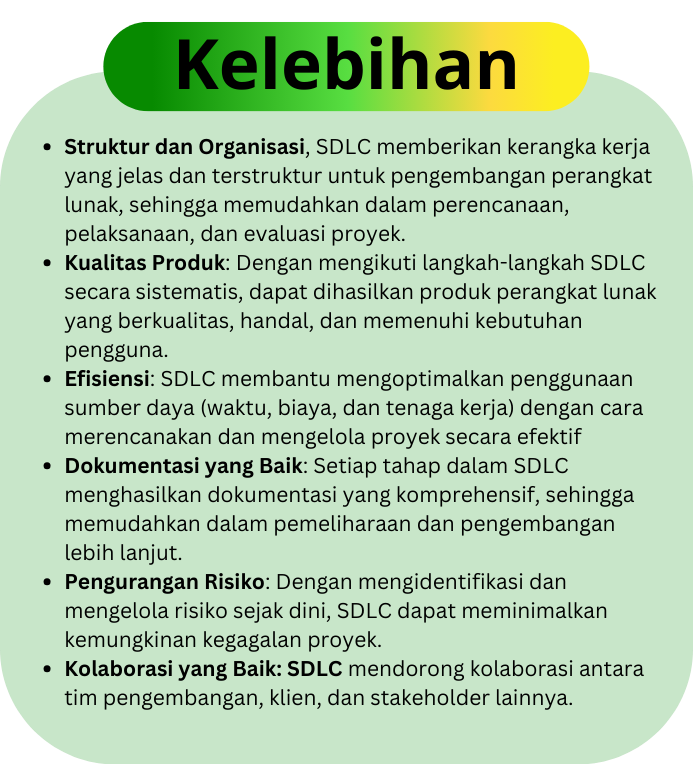 Kelebihan
• Struktur dan Organisasi, SDLC memberikan kerangka kerja
yang jelas dan terstruktur untuk pengembangan perangkat
lunak, sehingga memudahkan dalam perencanaan,
pelaksanaan, dan evaluasi proyek.
• Kualitas Produk: Dengan mengikuti langkah-langkah SDLC
secara sistematis, dapat dihasilkan produk perangkat lunak
yang berkualitas, handal, dan memenuhi kebutuhan
pengguna.
• Efisiensi: SDLC membantu mengoptimalkan penggunaan
sumber daya (waktu, biaya, dan tenaga kerja) dengan cara
merencanakan dan mengelola proyek secara efektif
• Dokumentasi yang Baik: Setiap tahap dalam SDLC
menghasilkan dokumentasi yang komprehensif, sehingga
memudahkan dalam pemeliharaan dan pengembangan
lebih lanjut.
• Pengurangan Risiko: Dengan mengidentifikasi dan
mengelola risiko sejak dini, SDLC dapat meminimalkan
kemungkinan kegagalan proyek.
• Kolaborasi yang Baik: SDLC mendorong kolaborasi antara
tim pengembangan, klien, dan stakeholder lainnya.